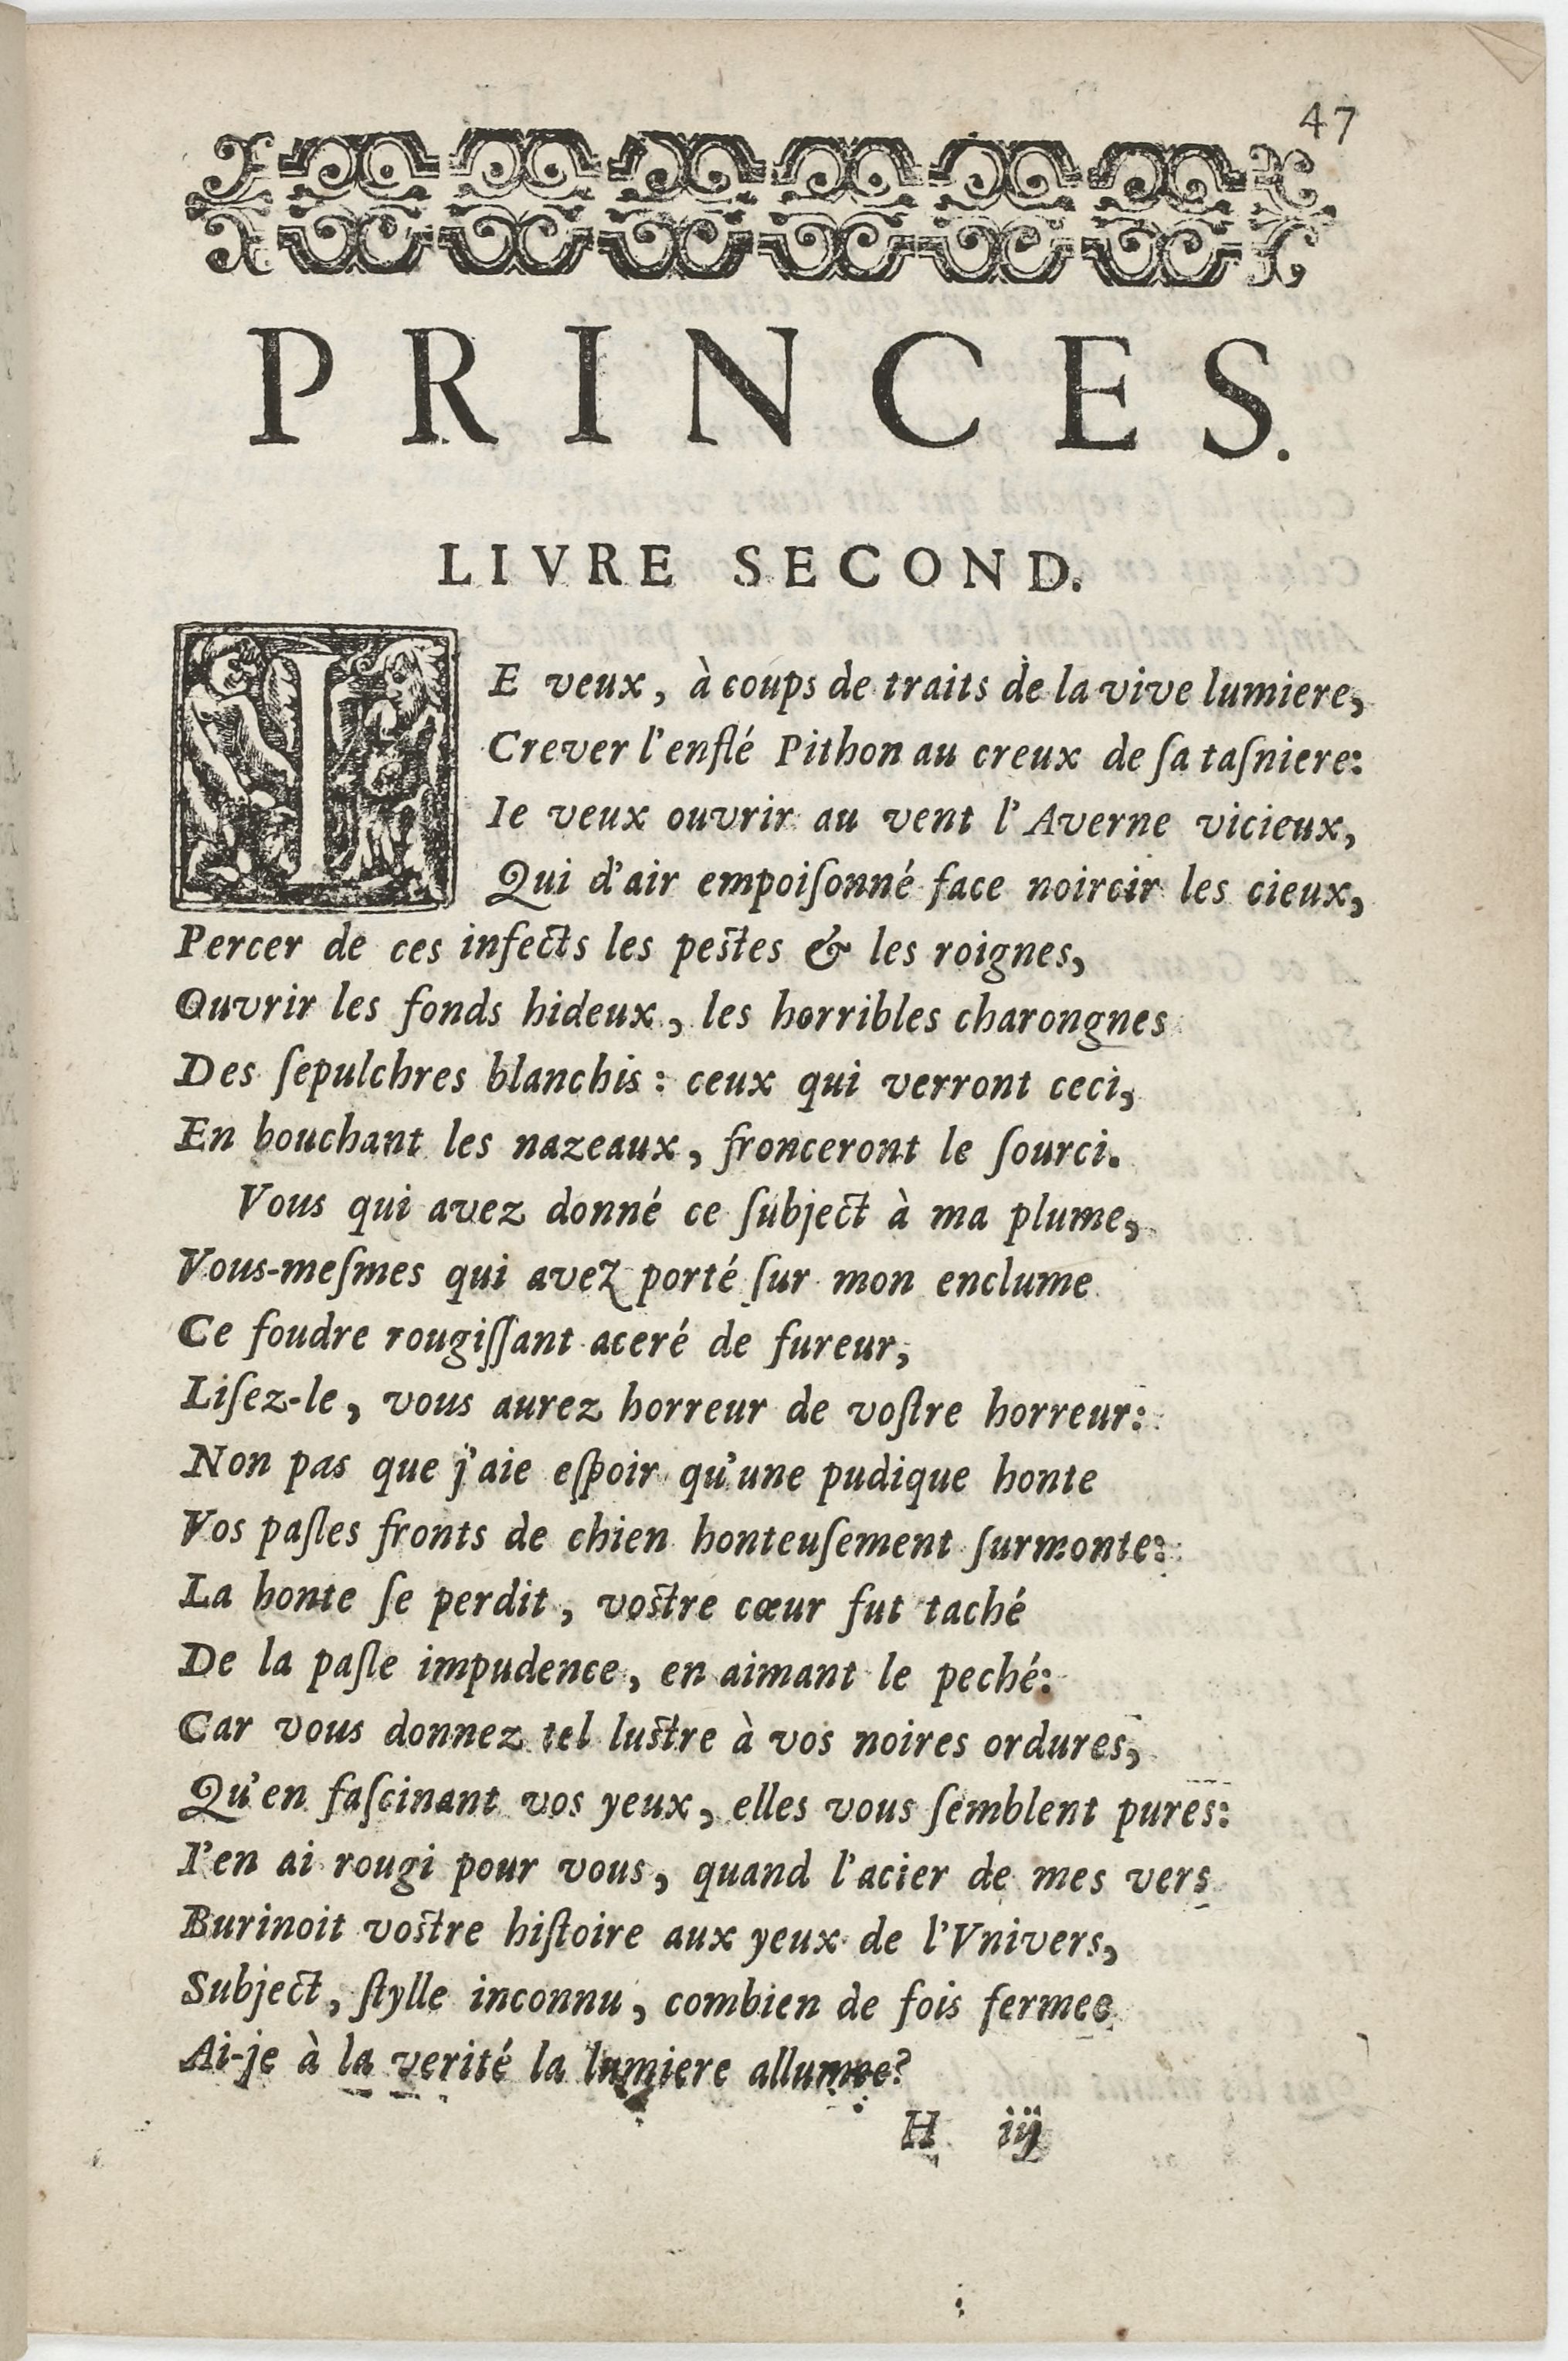 47
PRINCES.
LIVRE SECOND.
IE veux, à coups de traits de la vive lumiere,
Crever l'enflé Pithon au creux de ſa taſniere:
Ie veux ouvrir au vent l'Averne vicieux,
Qui d'air empoiſonné face noircir les cieux,
Percer de ces infects les peſtes & les roignes,
Ouvrir les fonds hideux, les horribles charongnes
Des ſepulchres blanchis: ceux qui verront ceci,
En bouchant les nazeaux, fronceront le ſourci.
Vous qui avez donné ce ſubject à ma plume,
Vous-meſmes qui avez porté ſur mon enclume
Ce foudre rougiſſant aceré de fureur,
Liſez-le, vous aurez horreur de voſtre horreur:
Non pas que j'aie eſpoir qu'une pudique honte
Vos paſles fronts de chien honteuſement ſurmonte:
La honte ſe perdit, voſtre cœur fut taché
De la paſle impudence, en aimant le peché:
Car vous donnez tel luſtre à vos noires ordures,
Qu'en faſcinant vos yeux, elles vous ſemblent pures:
I'en ai rougi pour vous, quand l'acier de mes vers
Burinoit voſtre hiſtoire aux yeux de l'Vnivers,
Subject, ſtylle inconnu, combien de fois fermee
Ai-je à la verité la lumiere allumee?
H iij